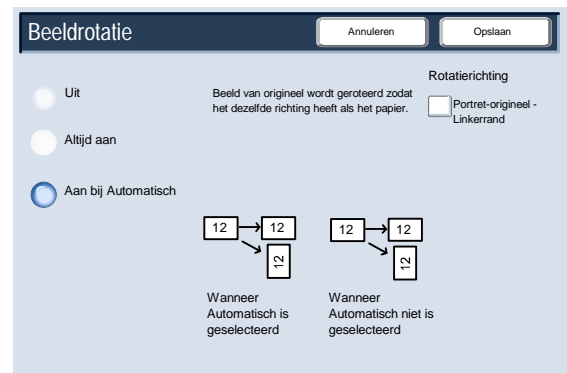 Beeldrotatie
Annuleren
Opslaan
Uit
Altijd aan
Aan bij Automatisch
Beeld van origineel wordt geroteerd zodat
het dezelfde richting heeft als het papier.
Rotatierichting
Portret-origineel -
Linkerrand
12 12
12
Wanneer
Automatisch is
geselecteerd
12 12
12
Wanneer
Automatisch niet is
geselecteerd